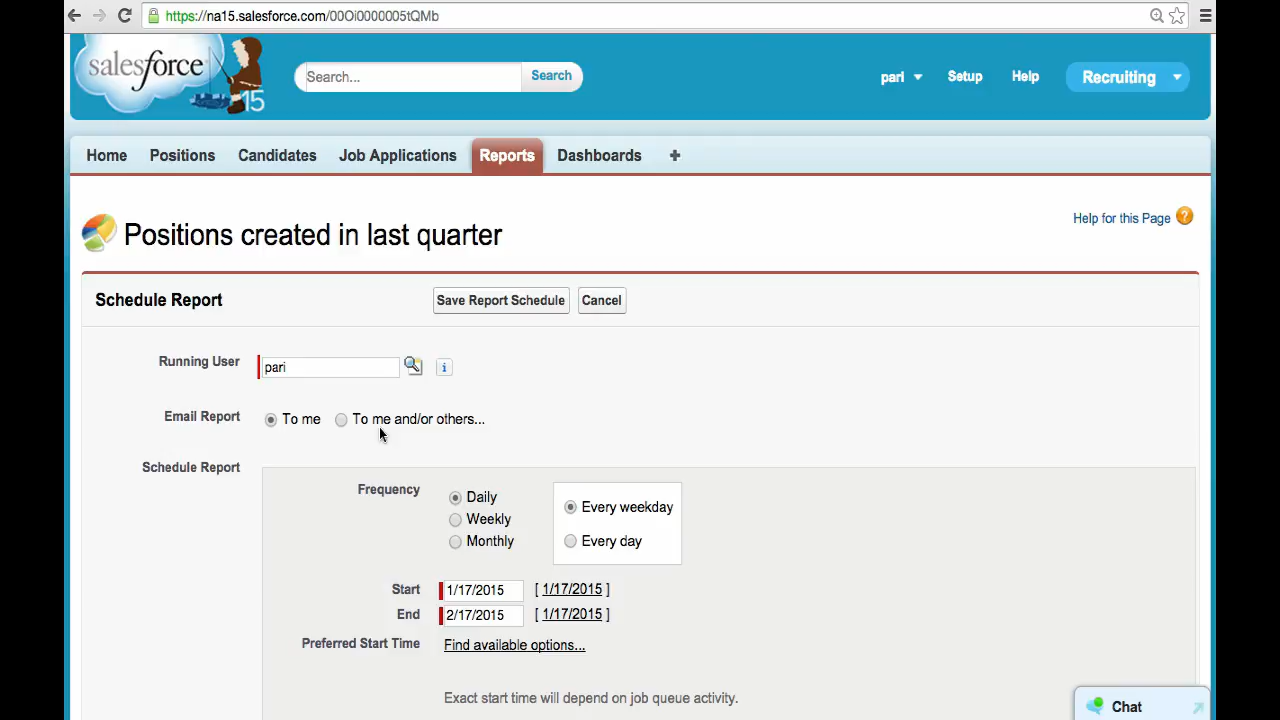 https://na15.salesforce.com/00Oi0000005tQMb
salesforce
15
Search...
Search
pari
Setup
Help
Recruiting
Home
Positions
Candidates
Job Applications
Reports
Dashboards
+
Positions created in last quarter
Help for this Page ?
Schedule Report
Save Report Schedule
Cancel
Running User
pari
i
Email Report
To me
To me and/or others...
Schedule Report
Frequency
Daily
Weekly
Monthly
Every weekday
Every day
Start
1/17/2015
[ 1/17/2015 ]
End
2/17/2015
[ 1/17/2015 ]
Preferred Start Time
Find available options...
Exact start time will depend on job queue activity.
Chat